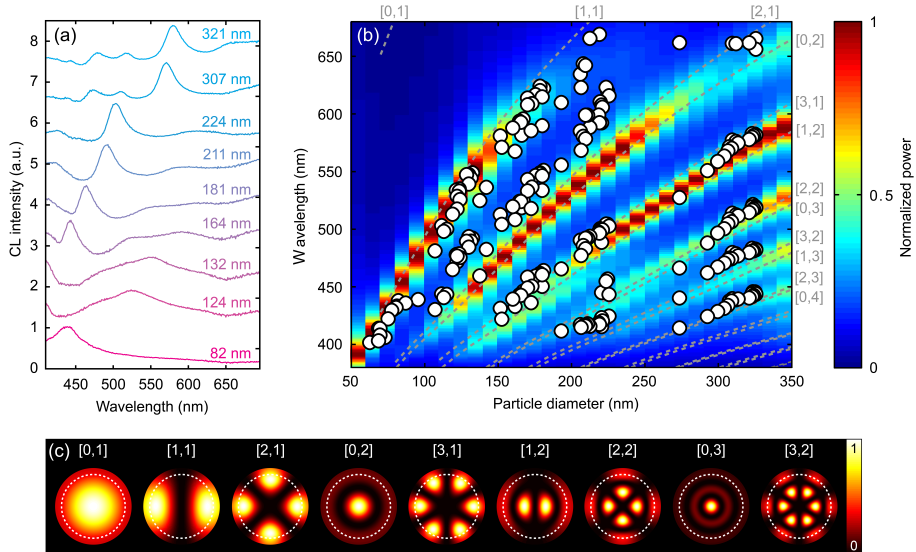 (a)
321 nm
307 nm
224 nm
211 nm
181 nm
164 nm
132 nm
124 nm
82 nm
8
7
6
5
4
3
2
1
0
CL intensity (a.u.)
450 500 550 600 650
Wavelength (nm)
[0,1] [1,1] [2,1]
(b)
[0,2]
[3,1]
[1,2]
[2,2]
[0,3]
[3,2]
[1,3]
[2,3]
[0,4]
650
600
550
500
450
400
Wavelength (nm)
50 100 150 200 250 300 350
Particle diameter (nm)
1
0.5
0
Normalized power
(c)
[0,1] [1,1] [2,1] [0,2] [3,1] [1,2] [2,2] [0,3] [3,2]
1
0